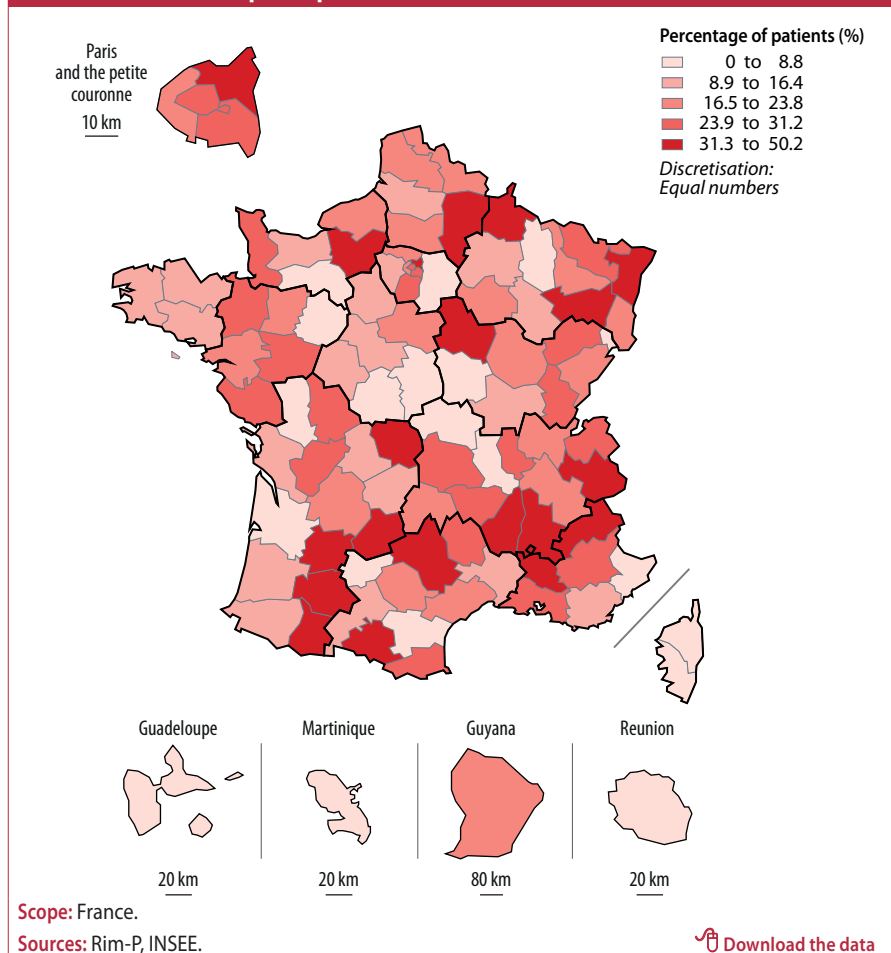 Paris
and the petite
couronne
10 km
Percentage of patients (%)
0 to 8.8
8.9 to 16.4
16.5 to 23.8
23.9 to 31.2
31.3 to 50.2
Discretisation:
Equal numbers
Guadeloupe
Martinique
Guyana
Reunion
20 km
20 km
80 km
20 km
Scope: France.
Sources: Rim-P, INSEE.
Download the data